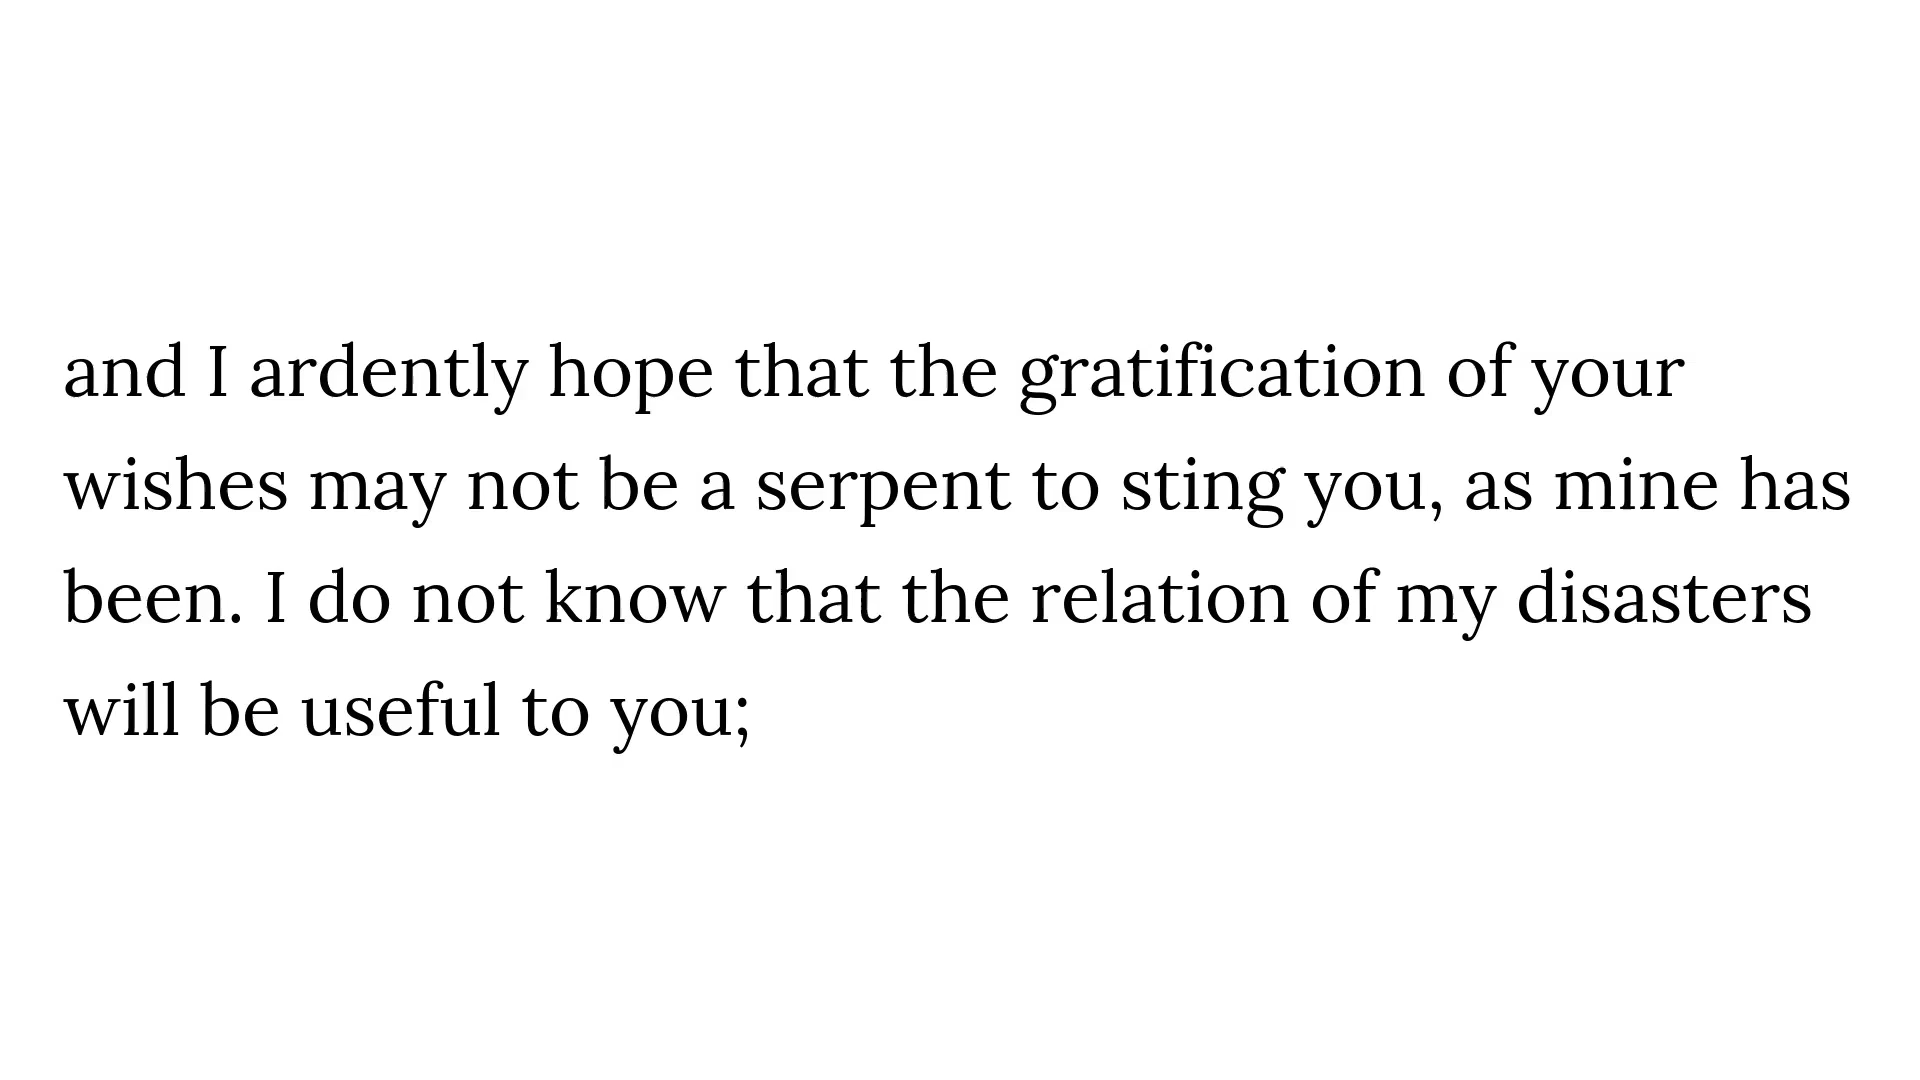 and I ardently hope that the gratification of your
wishes may not be a serpent to sting you, as mine has
been. I do not know that the relation of my disasters
will be useful to you;